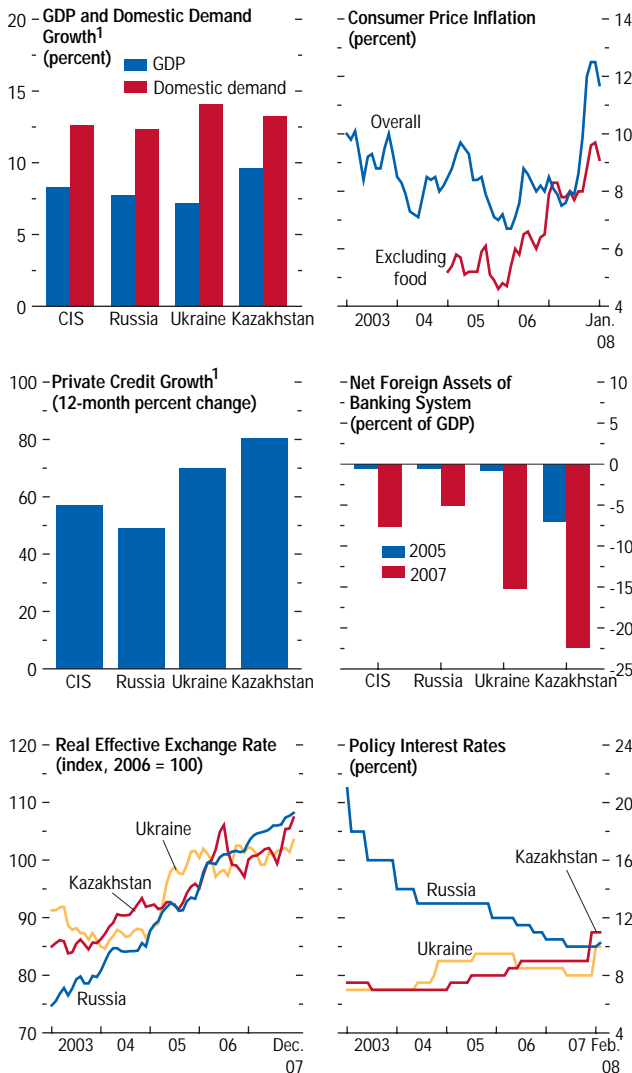 GDP and Domestic Demand
Growth1
(percent)
GDP
Domestic demand
20
15
10
5
0
CIS
Russia
Ukraine
Kazakhstan
Consumer Price Inflation
(percent)
14
12
10
8
6
4
Overall
Excluding
food
2003
04
05
06
Jan.
08
Private Credit Growth1
(12-month percent change)
100
80
60
40
20
0
CIS
Russia
Ukraine
Kazakhstan
Net Foreign Assets of
Banking System
(percent of GDP)
10
5
0
-5
-10
-15
-20
-25
2005
2007
CIS
Russia
Ukraine
Kazakhstan
Real Effective Exchange Rate
(index, 2006 = 100)
120
110
100
90
80
70
Ukraine
Kazakhstan
Russia
2003
04
05
06
Dec.
07
Policy Interest Rates
(percent)
24
20
16
12
8
4
Kazakhstan
Russia
Ukraine
2003
04
05
06
07
Feb.
08